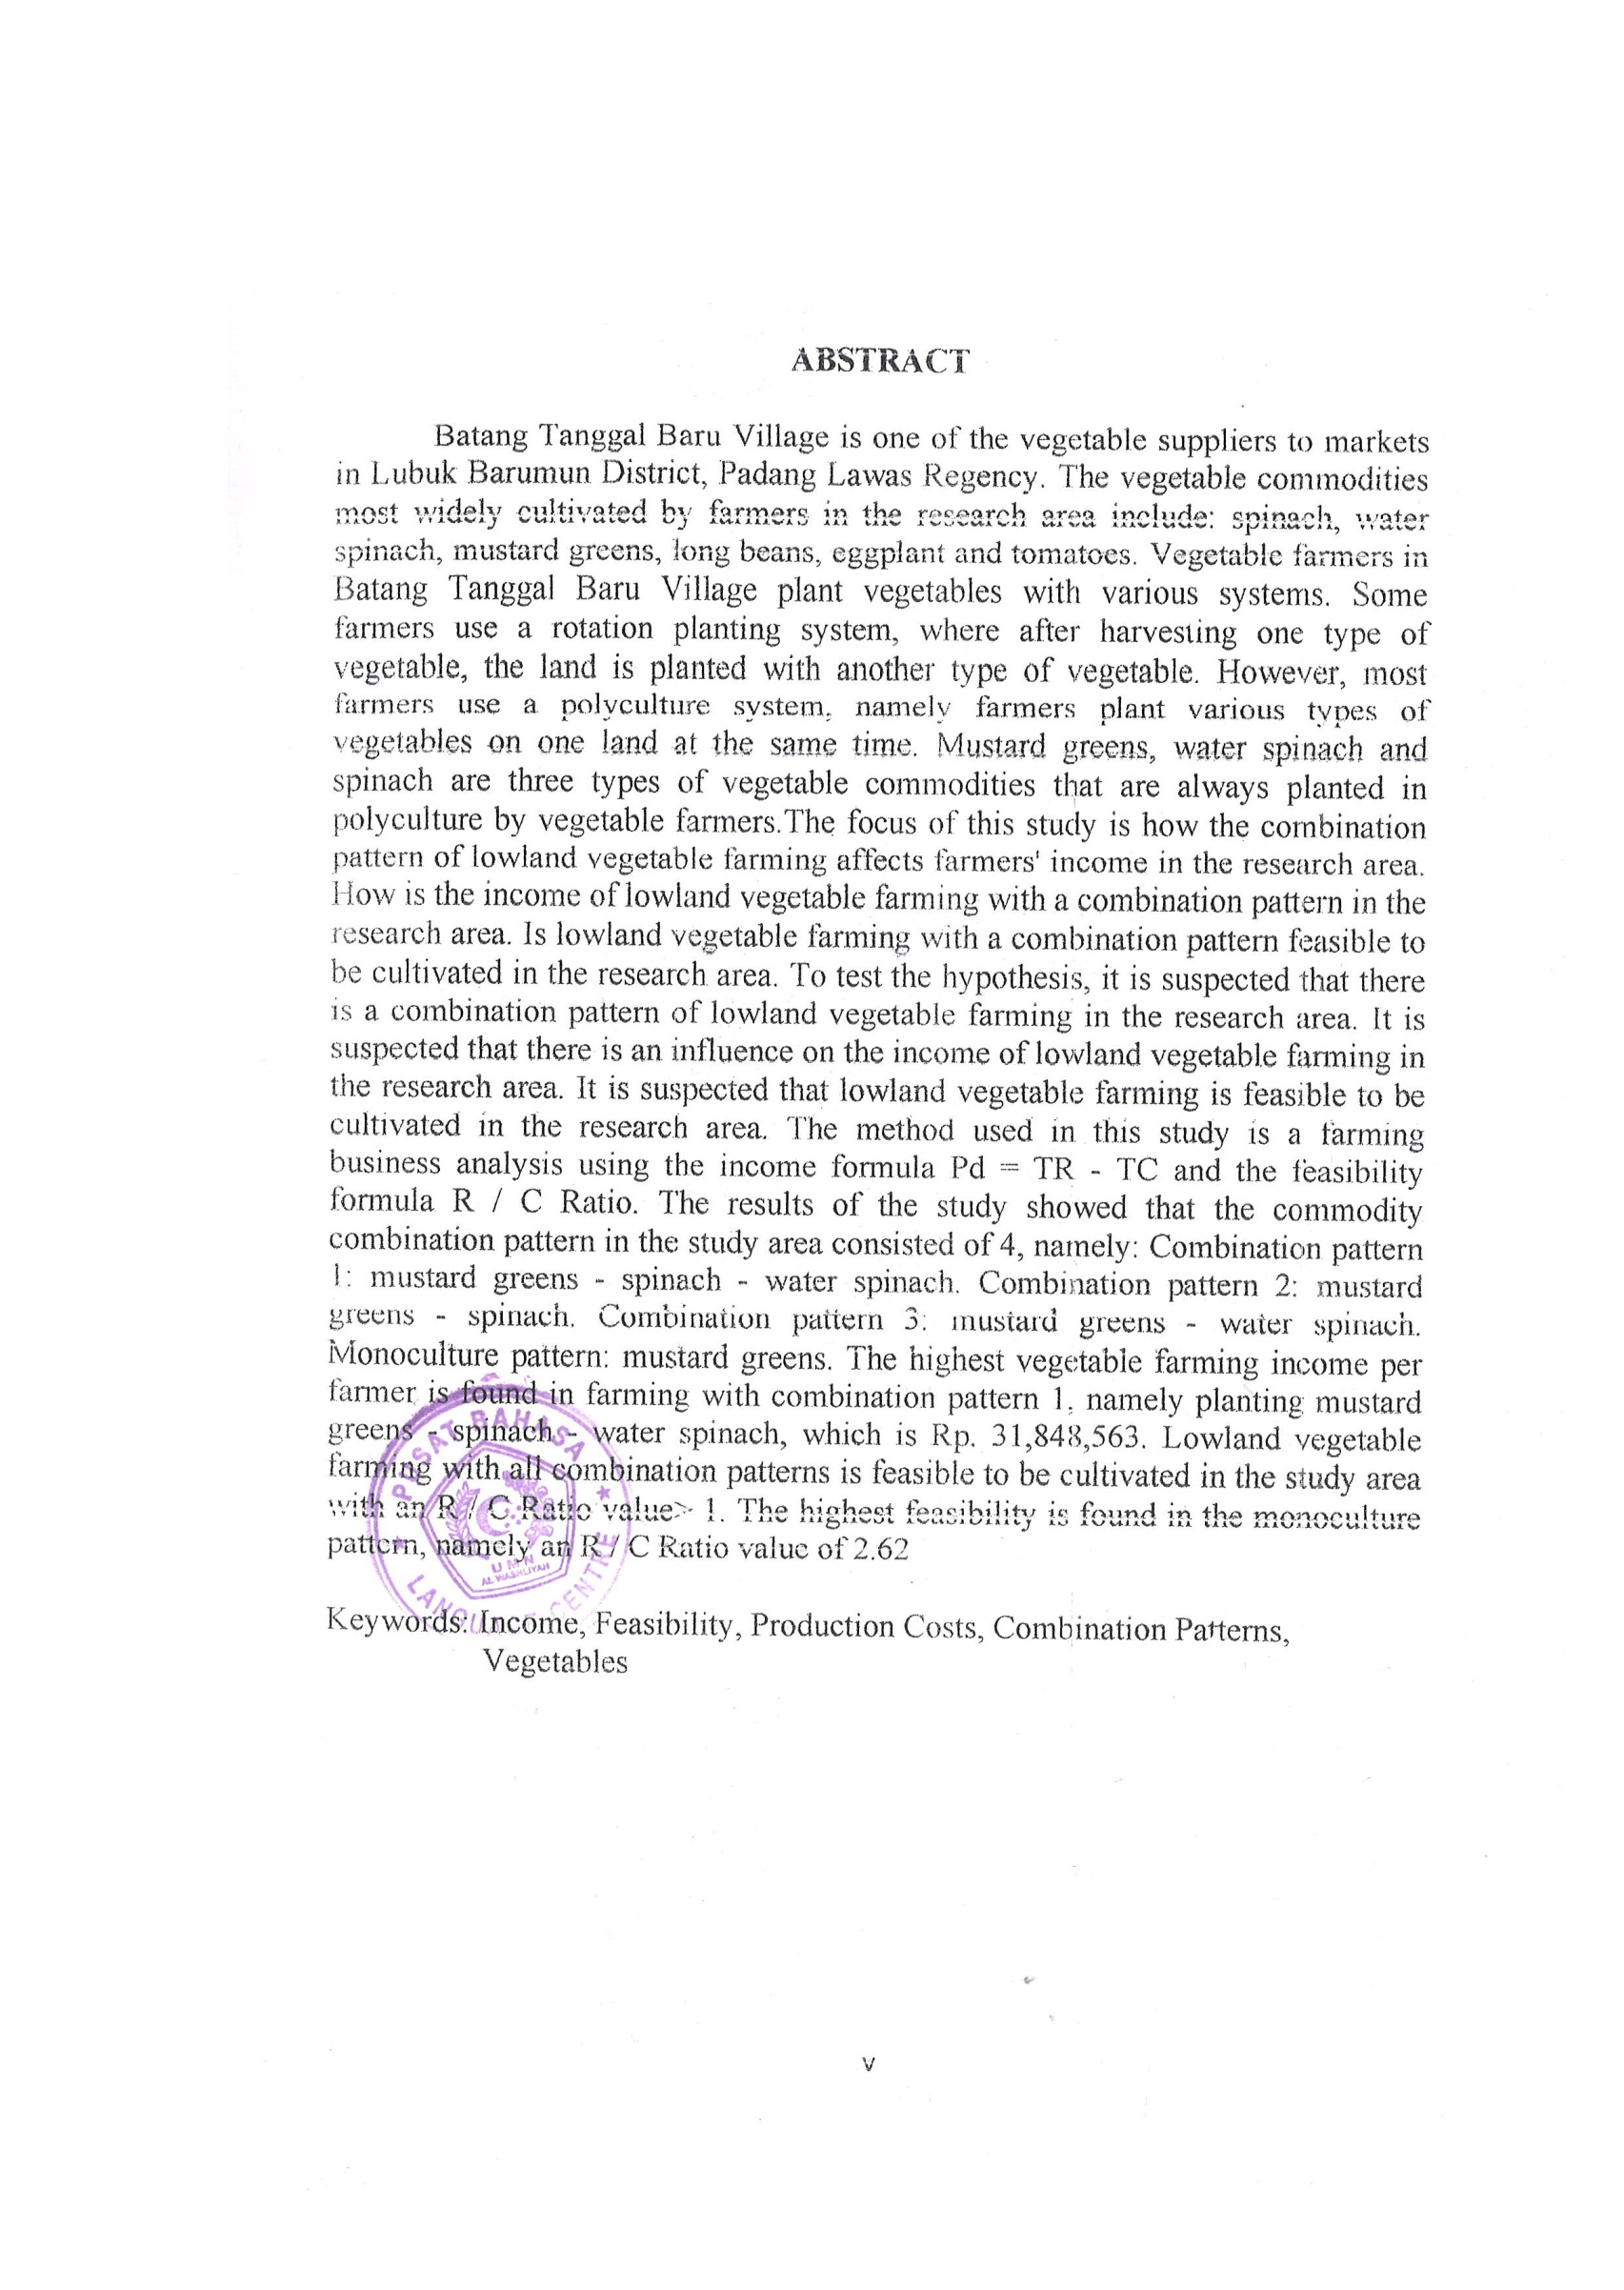 ABSTRACT
Batang Tanggal Baru Village is one of the vegetable suppliers to markets
in Lubuk Barumun District, Padang Lawas Regency. The vegetable commodities
most widely cultivated by farmers in the research area include: spinach, water
spinach, mustard greens, long beans, eggplant and tomatoes. Vegetable farmers in
Batang Tanggal Baru Village plant vegetables with various systems. Some
farmers use a rotation planting system, where after harvesting one type of
vegetable, the land is planted with another type of vegetable. However, most
farmers use a polyculture system, namely farmers plant various types of
vegetables on one land at the same time. Mustard greens, water spinach and
spinach are three types of vegetable commodities that are always planted in
polyculture by vegetable farmers.The focus of this study is how the combination
pattern of lowland vegetable farming affects farmers' income in the research area.
How is the income of lowland vegetable farming with a combination pattern in the
research area. Is lowland vegetable farming with a combination pattern feasible to
be cultivated in the research area. To test the hypothesis, it is suspected that there
is a combination pattern of lowland vegetable farming in the research area. It is
suspected that there is an influence on the income of lowland vegetable farming in
the research area. It is suspected that lowland vegetable farming is feasible to be
cultivated in the research area. The method used in this study is a farming
business analysis using the income formula Pd = TR - TC and the feasibility
formula R / C Ratio. The results of the study showed that the commodity
combination pattern in the study area consisted of 4, namely: Combination pattern
1: mustard greens - spinach - water spinach. Combination pattern 2: mustard
greens - spinach. Combination pattern 3: mustard greens - water spinach.
Monoculture pattern: mustard greens. The highest vegetable farming income per
farmer is found in farming with combination pattern 1, namely planting mustard
greens - spinach - water spinach, which is Rp. 31,848,563. Lowland vegetable
farming with all combination patterns is feasible to be cultivated in the study area
with an R / C Ratio value> 1. The highest feasibility is found in the monoculture
pattern, namely an R / C Ratio value of 2.62
PUSAT BAHASA
UMN
AL WASHLIYAH
LANGUAGE CENTRE
Keywords: Income, Feasibility, Production Costs, Combination Patterns,
Vegetables
v